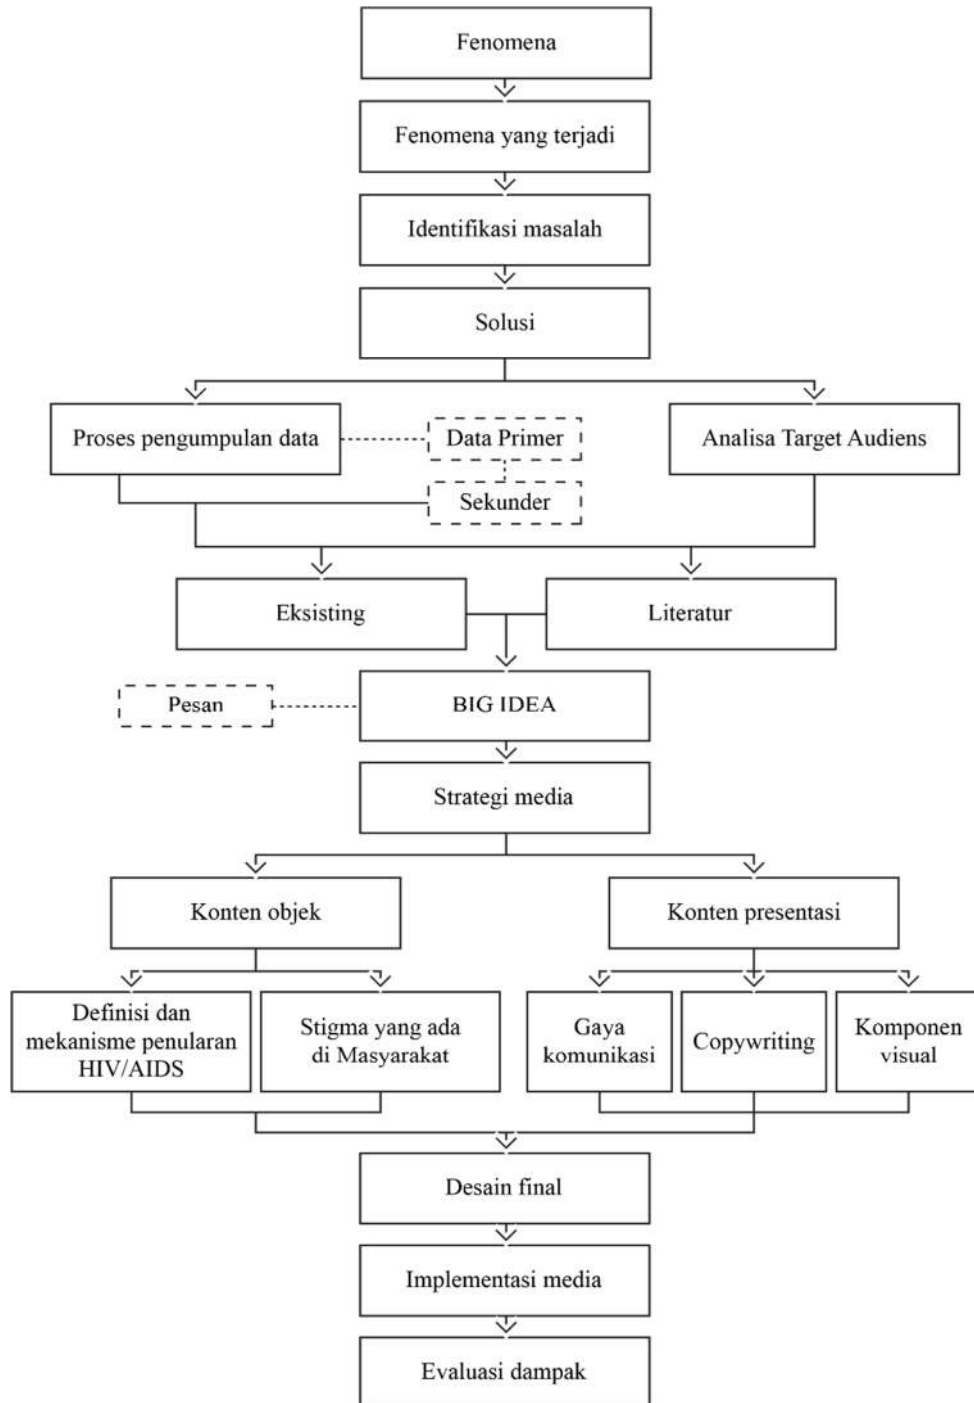 Fenomena
Fenomena yang terjadi
Identifikasi masalah
Solusi
Proses pengumpulan data
Data Primer
Analisa Target Audiens
Sekunder
Eksisting
Literatur
Pesan
BIG IDEA
Strategi media
Konten objek
Konten presentasi
Definisi dan
mekanisme penularan
HIV/AIDS
Stigma yang ada
di Masyarakat
Gaya
komunikasi
Copywriting
Komponen
visual
Desain final
Implementasi media
Evaluasi dampak